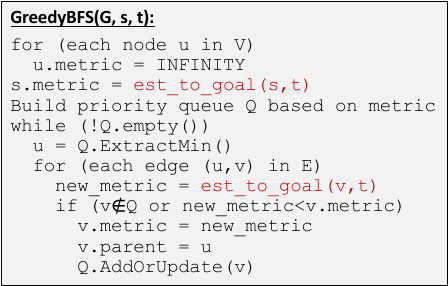 GreedyBFS(G, s, t):
for (each node u in V)
u.metric = INFINITY
s.metric = est_to_goal(s,t)
Build priority queue Q based on metric
while (!Q.empty())
u = Q.ExtractMin()
for (each edge (u,v) in E)
new_metric = est_to_goal(v,t)
if (v∉Q or new_metric<v.metric)
v.metric = new_metric
v.parent = u
Q.AddOrUpdate(v)